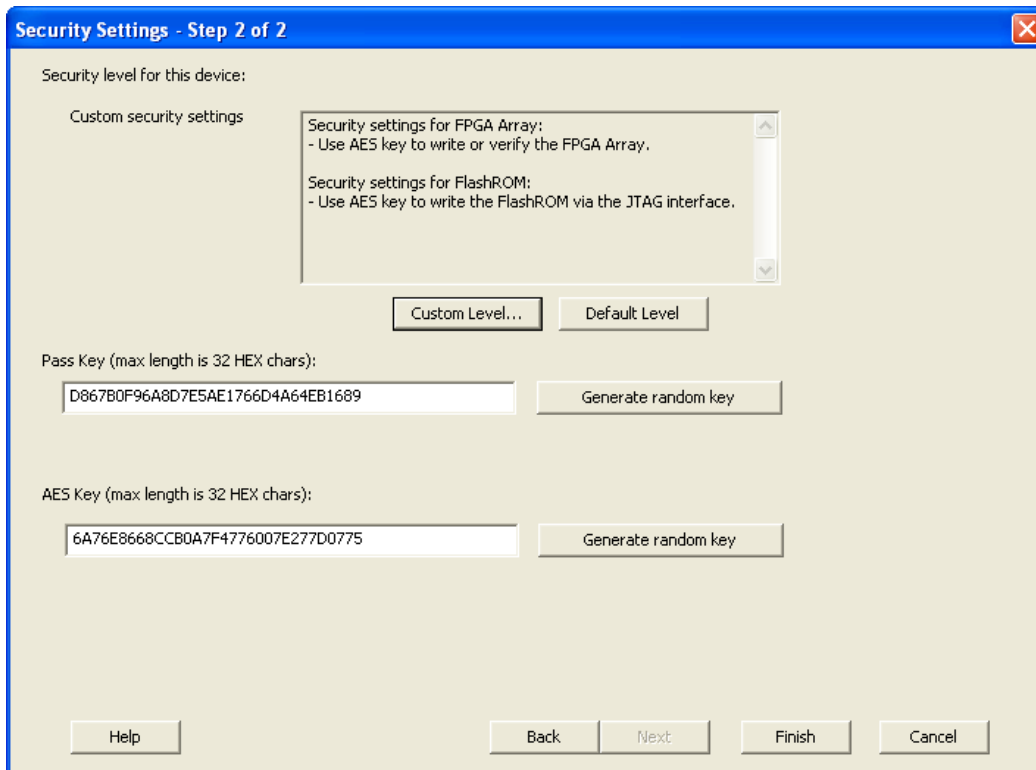 Security Settings - Step 2 of 2
Security level for this device:
Custom security settings
Security settings for FPGA Array:
- Use AES key to write or verify the FPGA Array.
Security settings for FlashROM:
- Use AES key to write the FlashROM via the JTAG interface.
Custom Level... Default Level
Pass Key (max length is 32 HEX chars):
D867B0F96A8D7E5AE1766D4A64EB1689 Generate random key
AES Key (max length is 32 HEX chars):
6A76E8668CCB0A7F4776007E277D0775 Generate random key
Help Back Next Finish Cancel